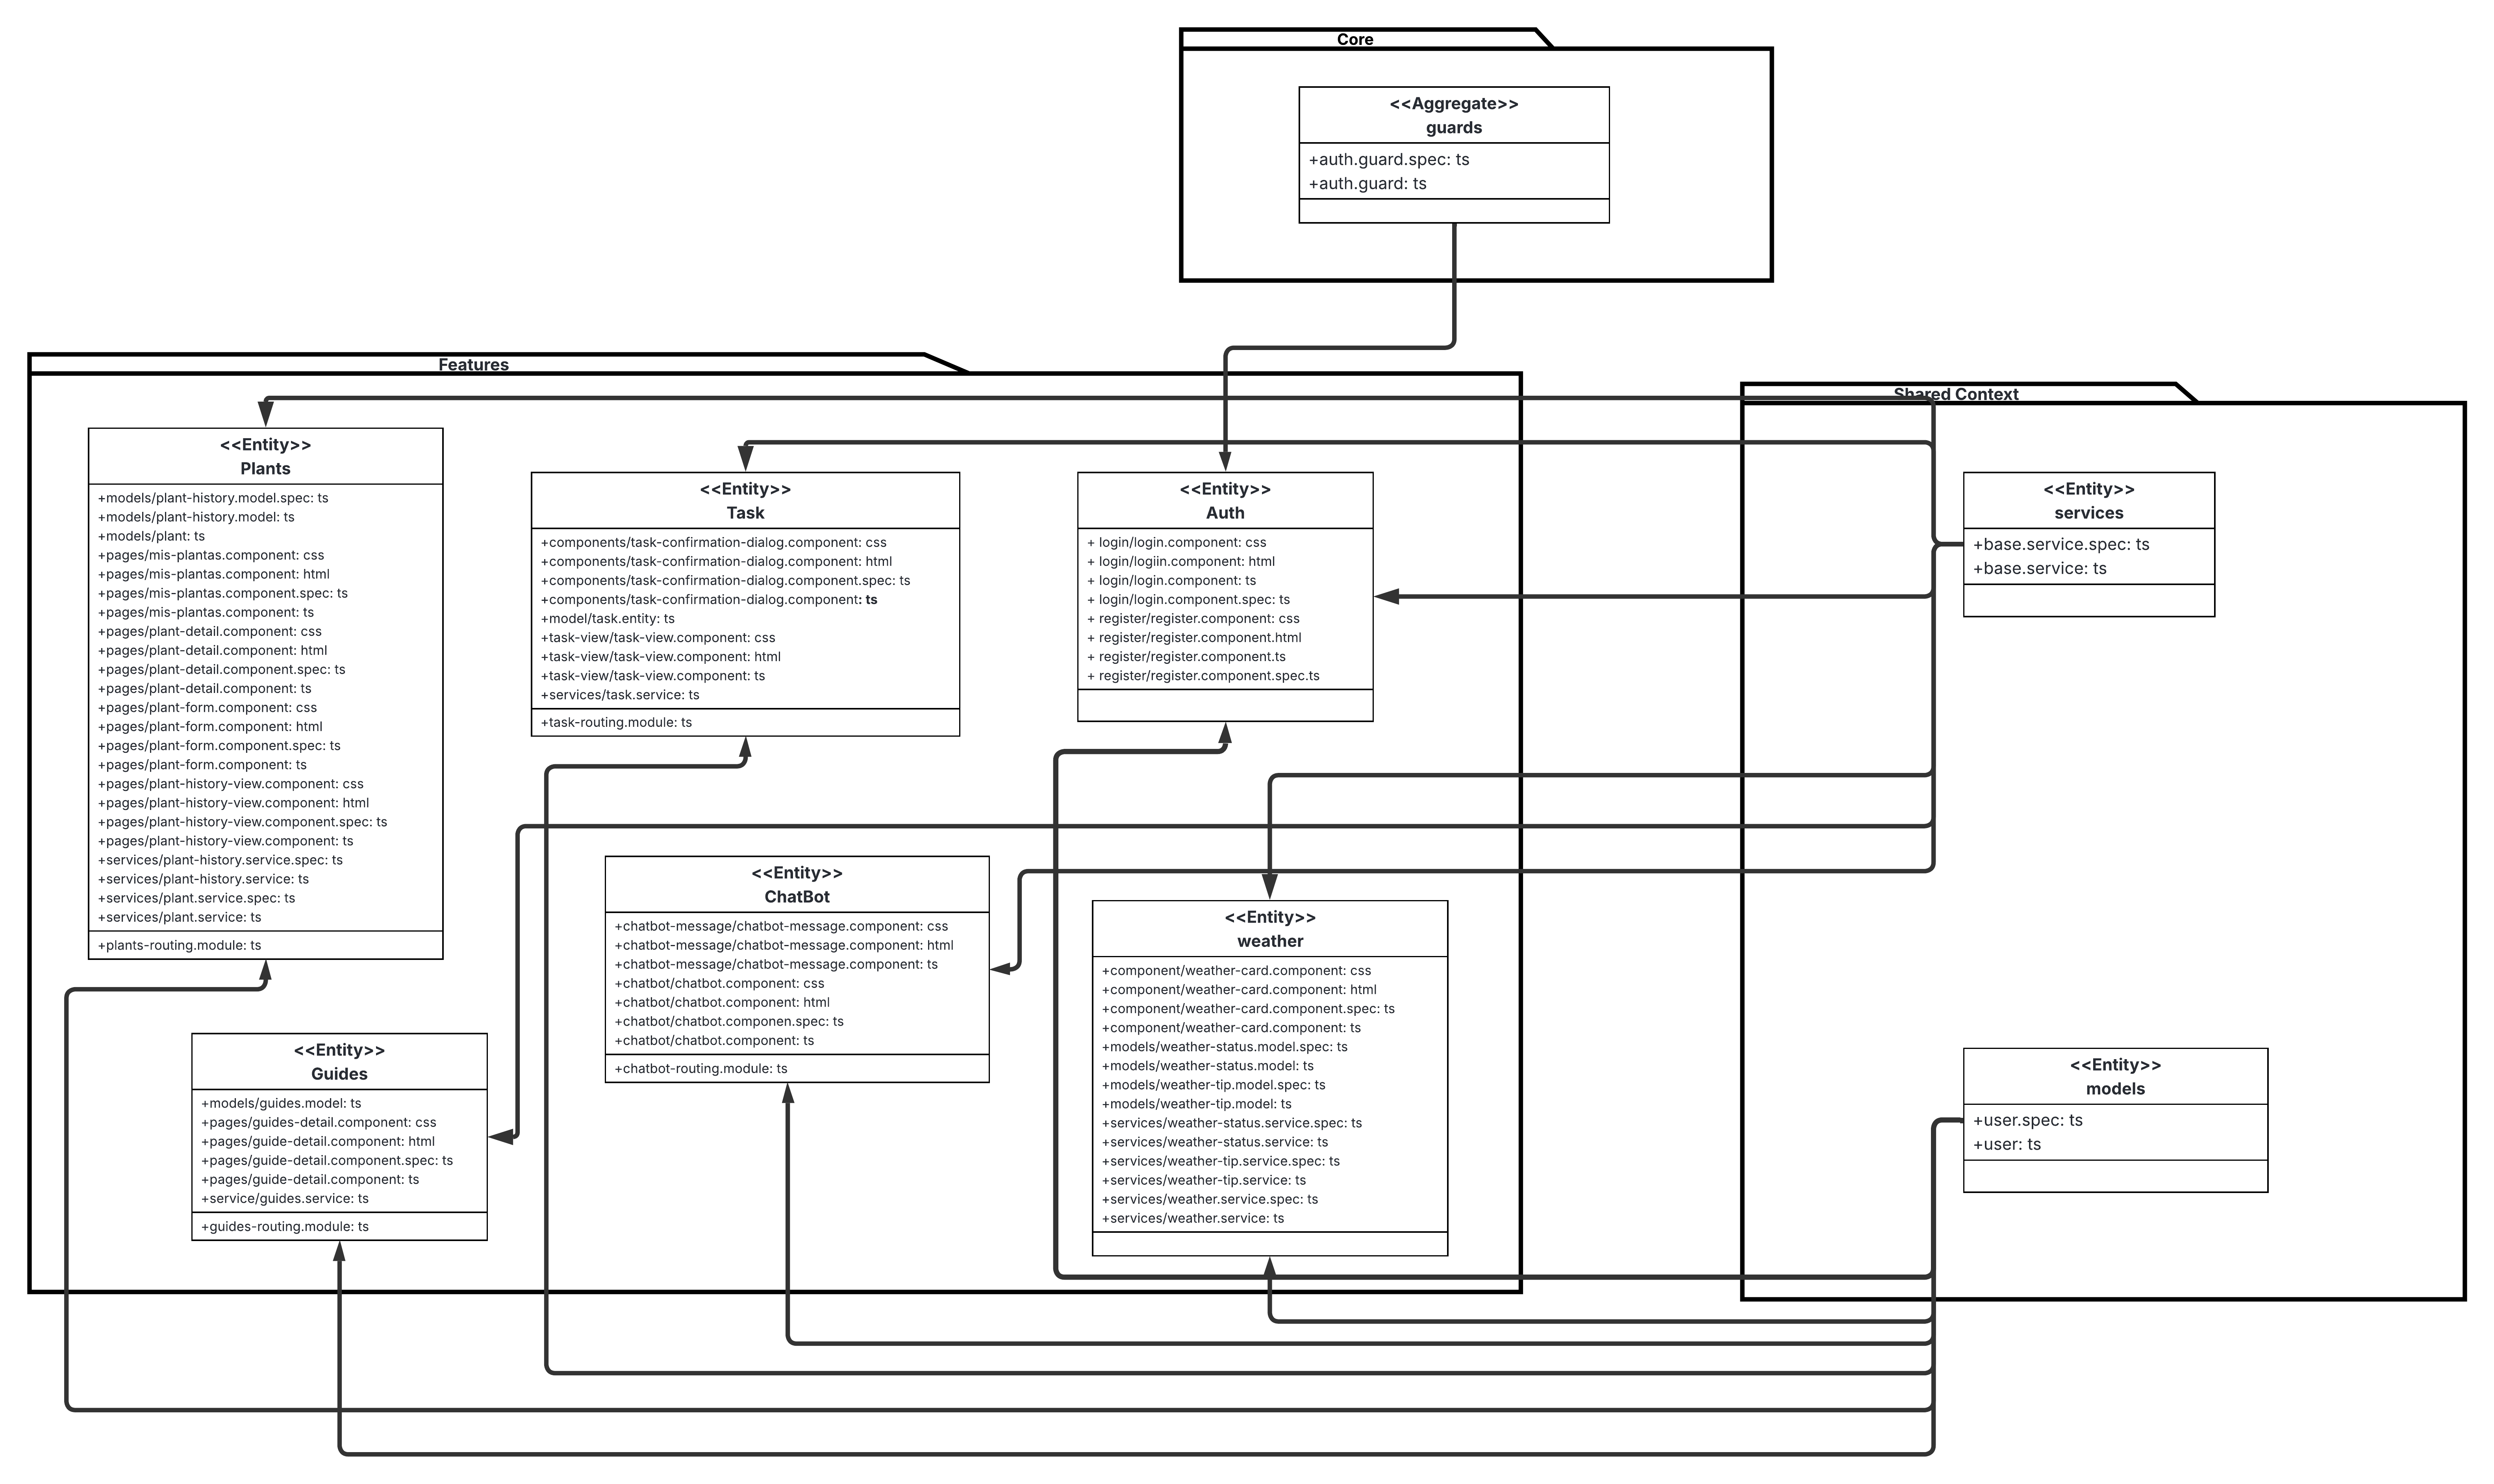 Core
<<Aggregate>>
guards
+auth.guard.spec: ts
+auth.guard: ts
Features
<<Entity>>
Plants
+models/plant-history.model.spec: ts
+models/plant-history.model: ts
+models/plant: ts
+pages/mis-plantas.component: css
+pages/mis-plantas.component: html
+pages/mis-plantas.component.spec: ts
+pages/mis-plantas.component: ts
+pages/plant-detail.component: css
+pages/plant-detail.component: html
+pages/plant-detail.component.spec: ts
+pages/plant-detail.component: ts
+pages/plant-form.component: css
+pages/plant-form.component: html
+pages/plant-form.component.spec: ts
+pages/plant-form.component: ts
+pages/plant-history-view.component: css
+pages/plant-history-view.component: html
+pages/plant-history-view.component.spec: ts
+pages/plant-history-view.component: ts
+services/plant-history.service.spec: ts
+services/plant-history.service: ts
+services/plant.service.spec: ts
+services/plant.service: ts
+plants-routing.module: ts
<<Entity>>
Task
+components/task-confirmation-dialog.component: css
+components/task-confirmation-dialog.component: html
+components/task-confirmation-dialog.component.spec: ts
+components/task-confirmation-dialog.component: ts
+model/task.entity: ts
+task-view/task-view.component: css
+task-view/task-view.component: html
+task-view/task-view.component: ts
+services/task.service: ts
+task-routing.module: ts
<<Entity>>
Auth
+ login/login.component: css
+ login/logiin.component: html
+ login/login.component: ts
+ login/login.component.spec: ts
+ register/register.component: css
+ register/register.component.html
+ register/register.component.ts
+ register/register.component.spec.ts
<<Entity>>
Guides
+models/guides.model: ts
+pages/guides-detail.component: css
+pages/guide-detail.component: html
+pages/guide-detail.component.spec: ts
+pages/guide-detail.component: ts
+service/guides.service: ts
+guides-routing.module: ts
<<Entity>>
ChatBot
+chatbot-message/chatbot-message.component: css
+chatbot-message/chatbot-message.component: html
+chatbot-message/chatbot-message.component: ts
+chatbot/chatbot.component: css
+chatbot/chatbot.component: html
+chatbot/chatbot.componen.spec: ts
+chatbot/chatbot.component: ts
+chatbot-routing.module: ts
<<Entity>>
weather
+component/weather-card.component: css
+component/weather-card.component: html
+component/weather-card.component.spec: ts
+component/weather-card.component: ts
+models/weather-status.model.spec: ts
+models/weather-status.model: ts
+models/weather-tip.model.spec: ts
+models/weather-tip.model: ts
+services/weather-status.service.spec: ts
+services/weather-status.service: ts
+services/weather-tip.service.spec: ts
+services/weather-tip.service: ts
+services/weather.service.spec: ts
+services/weather.service: ts
Shared Context
<<Entity>>
services
+base.service.spec: ts
+base.service: ts
<<Entity>>
models
+user.spec: ts
+user: ts